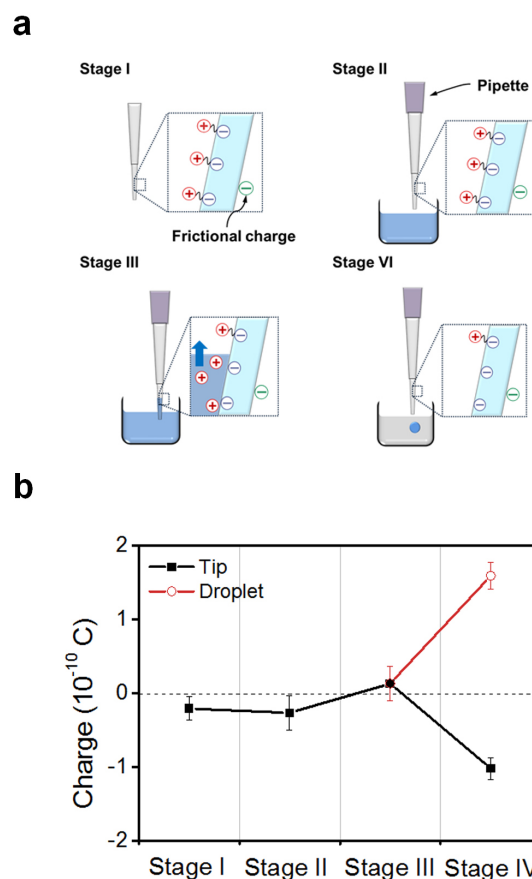 a
Stage I
Stage II
Pipette
Frictional charge
Stage III
Stage VI
b
2
1
0
-1
-2
Charge (10⁻¹⁰ C)
Tip
Droplet
Stage I
Stage II
Stage III
Stage IV